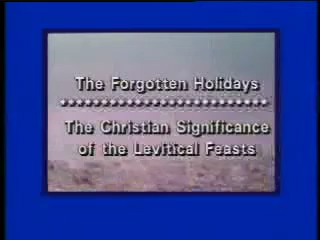 The Forgotten Holidays
The Christian Significance
of the Levitical Feasts